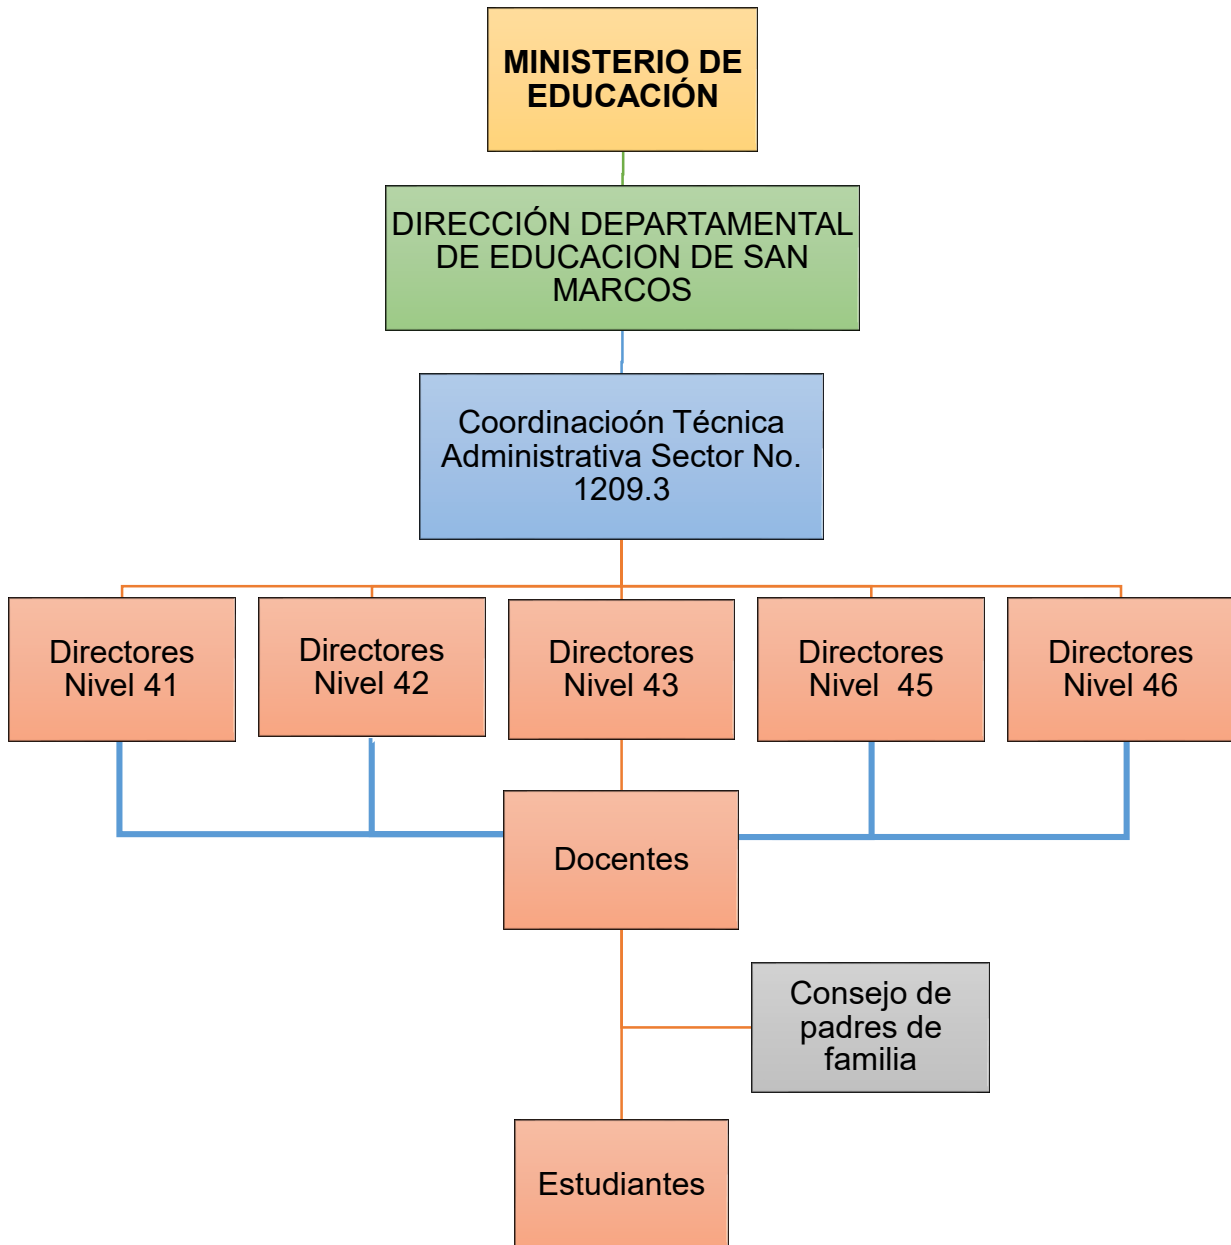 MINISTERIO DE
EDUCACIÓN
DIRECCIÓN DEPARTAMENTAL
DE EDUCACION DE SAN
MARCOS
Coordinacioón Técnica
Administrativa Sector No.
1209.3
Directores
Nivel 41
Directores
Nivel 42
Directores
Nivel 43
Directores
Nivel  45
Directores
Nivel 46
Docentes
Consejo de
padres de
familia
Estudiantes